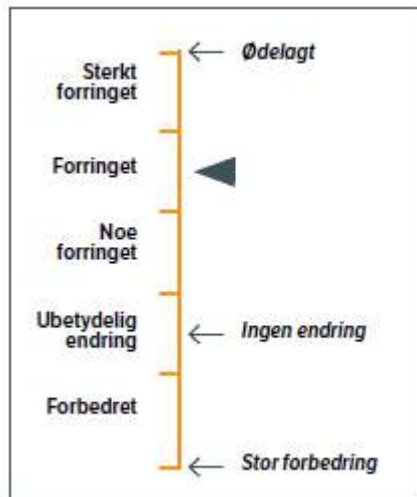 Ødelagt
Sterkt
forringet
Forringet
Noe
forringet
Ubetydelig
endring
Ingen endring
Forbedret
Stor forbedring